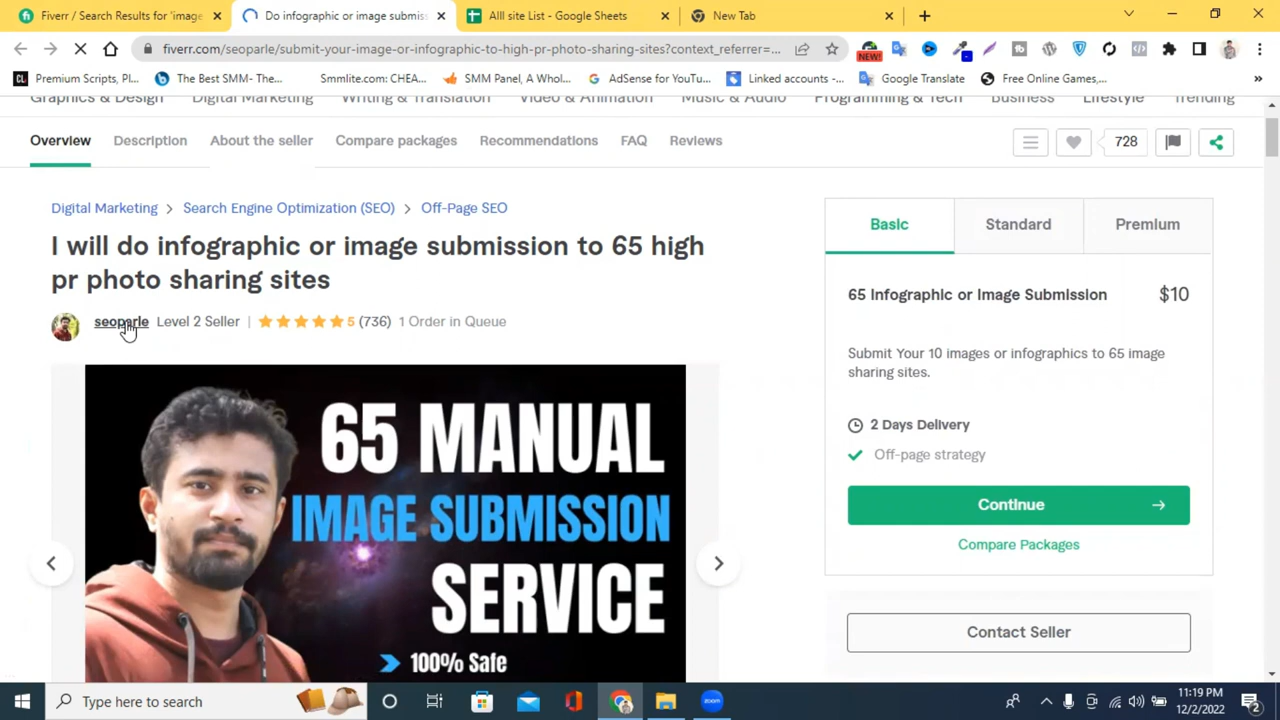 Fiverr / Search Results for 'image
Do infographic or image submiss
Alll site List - Google Sheets
New Tab
fiverr.com/seoparle/submit-your-image-or-infographic-to-high-pr-photo-sharing-sites?context_referrer=...
NEW!
Premium Scripts, Pl...
The Best SMM- The...
Smmlite.com: CHEA...
SMM Panel, A Whol...
AdSense for YouTu...
Linked accounts -...
Google Translate
Free Online Games,...
»
Graphics & Design
Digital Marketing
Writing & Translation
Video & Animation
Music & Audio
Programming & Tech
Business
Lifestyle
Trending
Overview
Description
About the seller
Compare packages
Recommendations
FAQ
Reviews
728
Digital Marketing > Search Engine Optimization (SEO) > Off-Page SEO
I will do infographic or image submission to 65 high
pr photo sharing sites
seoparle Level 2 Seller | 5 (736) 1 Order in Queue
65 MANUAL
IMAGE SUBMISSION
SERVICE
100% Safe
Basic
Standard
Premium
65 Infographic or Image Submission $10
Submit Your 10 images or infographics to 65 image
sharing sites.
2 Days Delivery
Off-page strategy
Continue
Compare Packages
Contact Seller
Type here to search
zoom
11:19 PM
12/2/2022
2